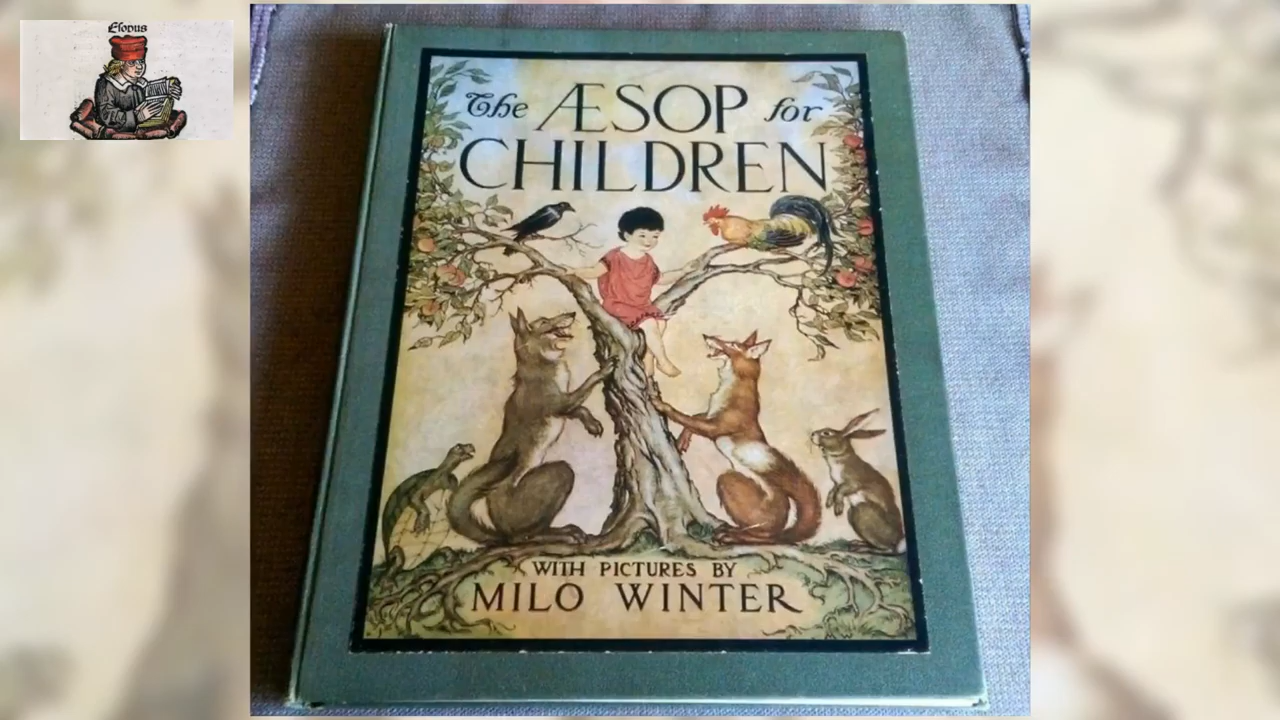 Esopus
The ÆSOP for
CHILDREN
WITH PICTURES BY
MILO WINTER